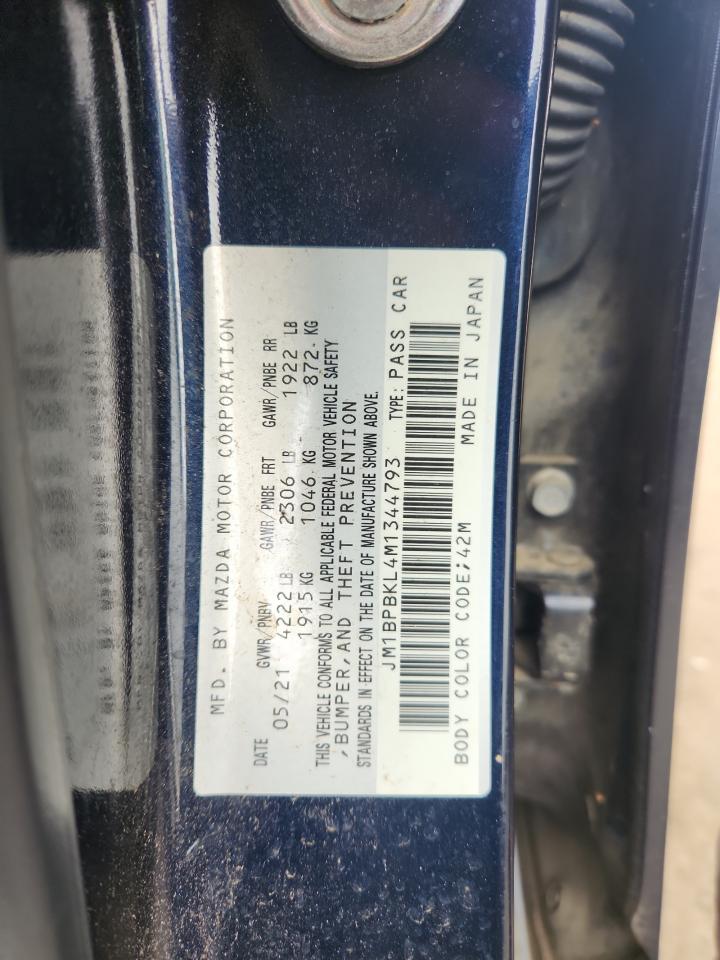 MFD. BY MAZDA MOTOR CORPORATION
DATE GVWR/PNBV GAWR/PNBE FRT GAWR/PNBE RR
05/21 4222 LB 2306 LB 1922 LB
1915 KG 1046 KG 872 KG
THIS VEHICLE CONFORMS TO ALL APPLICABLE FEDERAL MOTOR VEHICLE SAFETY
,BUMPER,AND THEFT PREVENTION
STANDARDS IN EFFECT ON THE DATE OF MANUFACTURE SHOWN ABOVE.
JM1BPBKL4M1344793 TYPE: PASS CAR
BODY COLOR CODE:42M MADE IN JAPAN